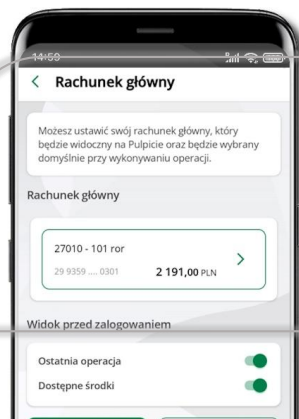 14:59
Rachunek główny
Możesz ustawić swój rachunek główny, który
będzie widoczny na Pulpicie oraz będzie wybrany
domyślnie przy wykonywaniu operacji.
Rachunek główny
27010 - 101 ror
29 9359 .... 0301 2 191,00 PLN
Widok przed zalogowaniem
Ostatnia operacja
Dostępne środki